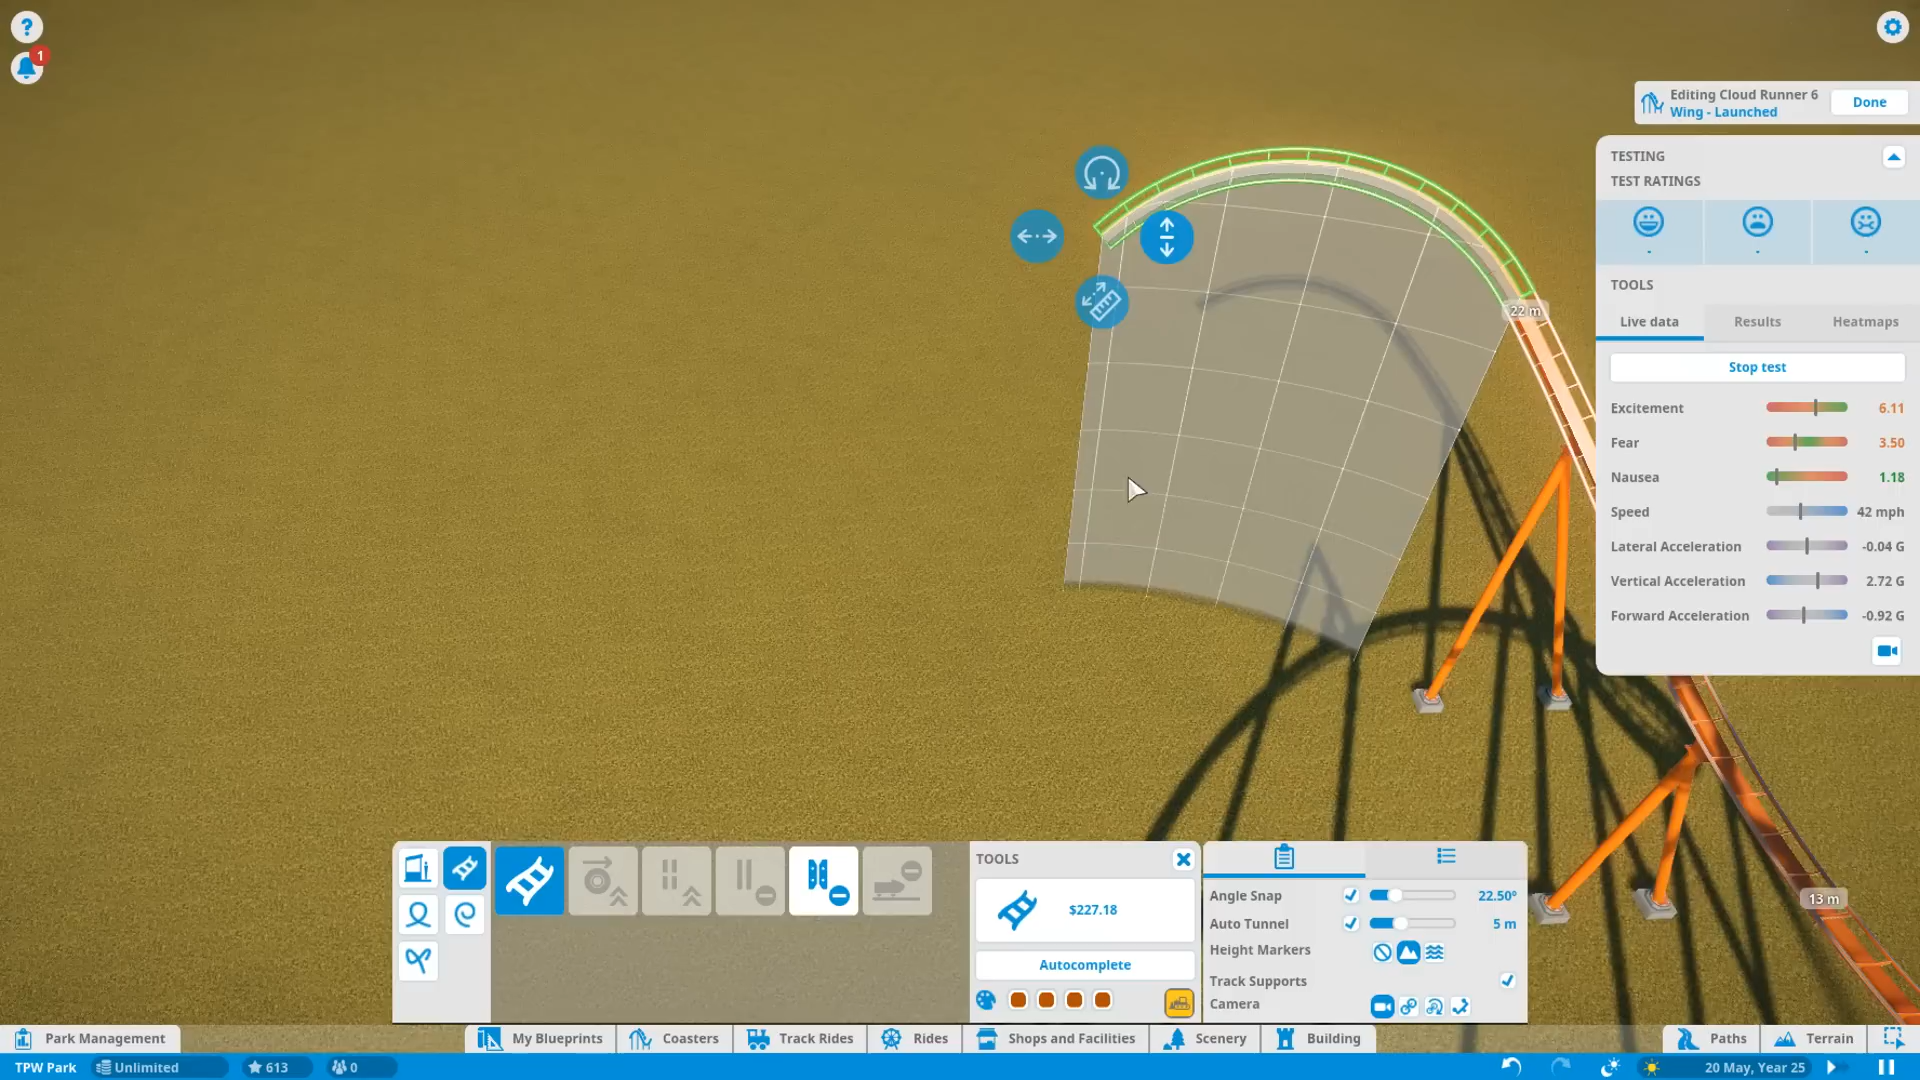 ?
1
Editing Cloud Runner 6
Wing - Launched
Done
TESTING
TEST RATINGS
- - -
TOOLS
Live data Results Heatmaps
Stop test
Excitement 6.11
Fear 3.50
Nausea 1.18
Speed 42 mph
Lateral Acceleration -0.04 G
Vertical Acceleration 2.72 G
Forward Acceleration -0.92 G
22 m
13 m
TOOLS
$227.18
Autocomplete
Angle Snap 22.50°
Auto Tunnel 5 m
Height Markers
Track Supports
Camera
Park Management
My Blueprints
Coasters
Track Rides
Rides
Shops and Facilities
Scenery
Building
Paths
Terrain
TPW Park
Unlimited
613
0
20 May, Year 25